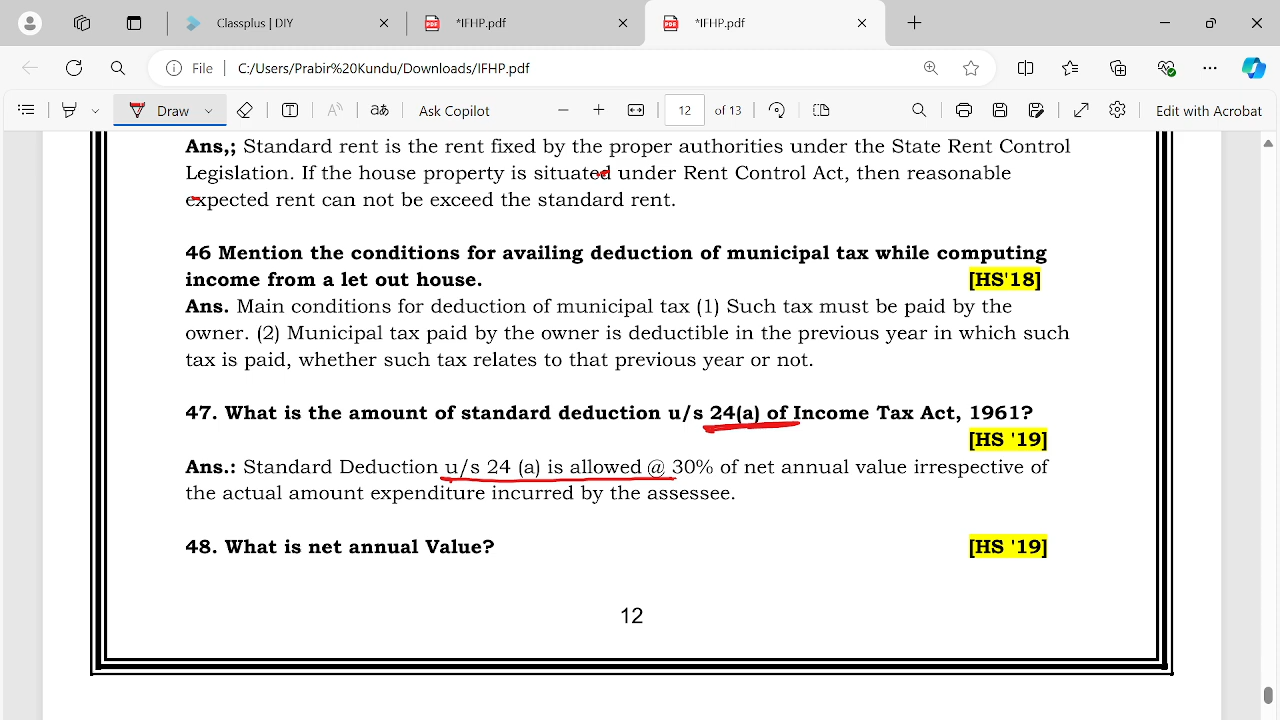 Classplus | DIY
*IFHP.pdf
*IFHP.pdf
File
C:/Users/Prabir%20Kundu/Downloads/IFHP.pdf
Draw
Ask Copilot
12 of 13
Edit with Acrobat
Ans,; Standard rent is the rent fixed by the proper authorities under the State Rent Control
Legislation. If the house property is situated under Rent Control Act, then reasonable
expected rent can not be exceed the standard rent.
46 Mention the conditions for availing deduction of municipal tax while computing
income from a let out house. [HS'18]
Ans. Main conditions for deduction of municipal tax (1) Such tax must be paid by the
owner. (2) Municipal tax paid by the owner is deductible in the previous year in which such
tax is paid, whether such tax relates to that previous year or not.
47. What is the amount of standard deduction u/s 24(a) of Income Tax Act, 1961?
[HS '19]
Ans.: Standard Deduction u/s 24 (a) is allowed @ 30% of net annual value irrespective of
the actual amount expenditure incurred by the assessee.
48. What is net annual Value? [HS '19]
12